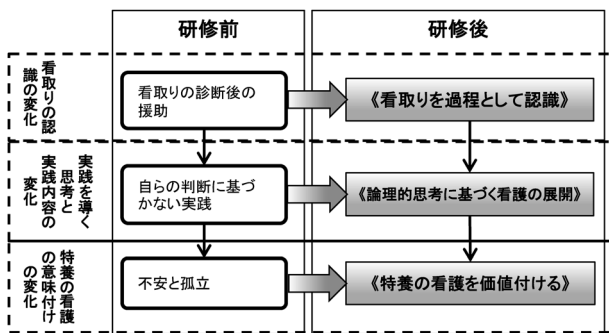 研修前
研修後
看取りの認
識の変化
看取りの診断後の
援助
《看取りを過程として認識》
実践を導く
思考と
実践内容の
変化
自らの判断に基づ
かない実践
《論理的思考に基づく看護の展開》
特養の看護
の意味付け
の変化
不安と孤立
《特養の看護を価値付ける》